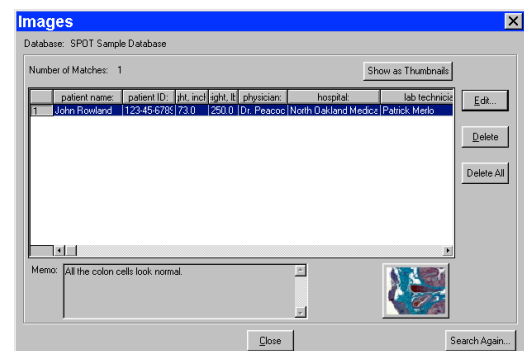 Images
Database: SPOT Sample Database
Number of Matches: 1
Show as Thumbnails
patient name: patient ID: ght, incl ight, lt physician: hospital: lab technicia
1 John Rowland 123-45-6789 73.0 250.0 Dr. Peacoc North Oakland Medica Patrick Merlo
Edit...
Delete
Delete All
Memo: All the colon cells look normal.
Close Search Again...